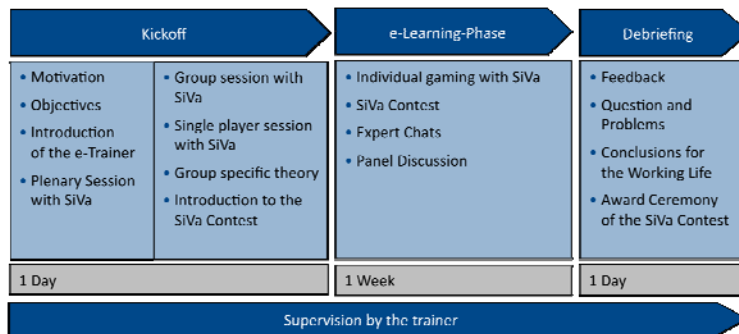 Kickoff
e-Learning-Phase
Debriefing
• Motivation
• Objectives
• Introduction
of the e-Trainer
• Plenary Session
with SiVa
• Group session with
SiVa
• Single player session
with SiVa
• Group specific theory
• Introduction to the
SiVa Contest
• Individual gaming with SiVa
• SiVa Contest
• Expert Chats
• Panel Discussion
• Feedback
• Question and
Problems
• Conclusions for
the Working Life
• Award Ceremony
of the SiVa Contest
1 Day
1 Week
1 Day
Supervision by the trainer